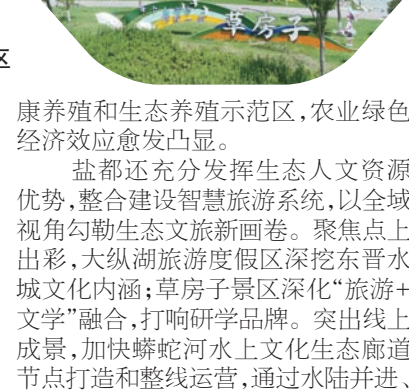 草房子
区
康养殖和生态养殖示范区，农业绿色
经济效应愈发凸显。
盐都还充分发挥生态人文资源
优势，整合建设智慧旅游系统，以全域
视角勾勒生态文旅新画卷。聚焦点上
出彩，大纵湖旅游度假区深挖东晋水
城文化内涵；草房子景区深化“旅游+
文学”融合，打响研学品牌。突出线上
成景，加快蟒蛇河水上文化生态廊道
节点打造和整线运营，通过水陆并进、